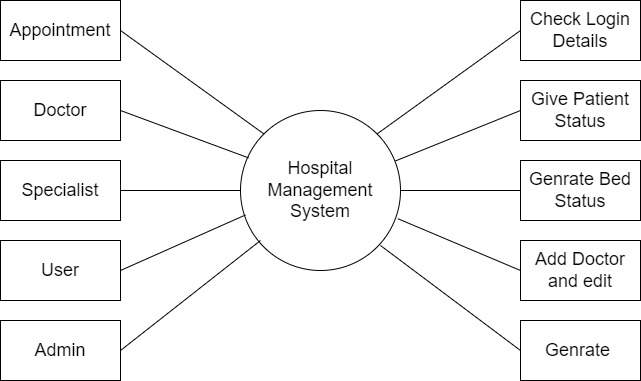 Appointment
Doctor
Specialist
User
Admin
Hospital
Management
System
Check Login
Details
Give Patient
Status
Genrate Bed
Status
Add Doctor
and edit
Genrate